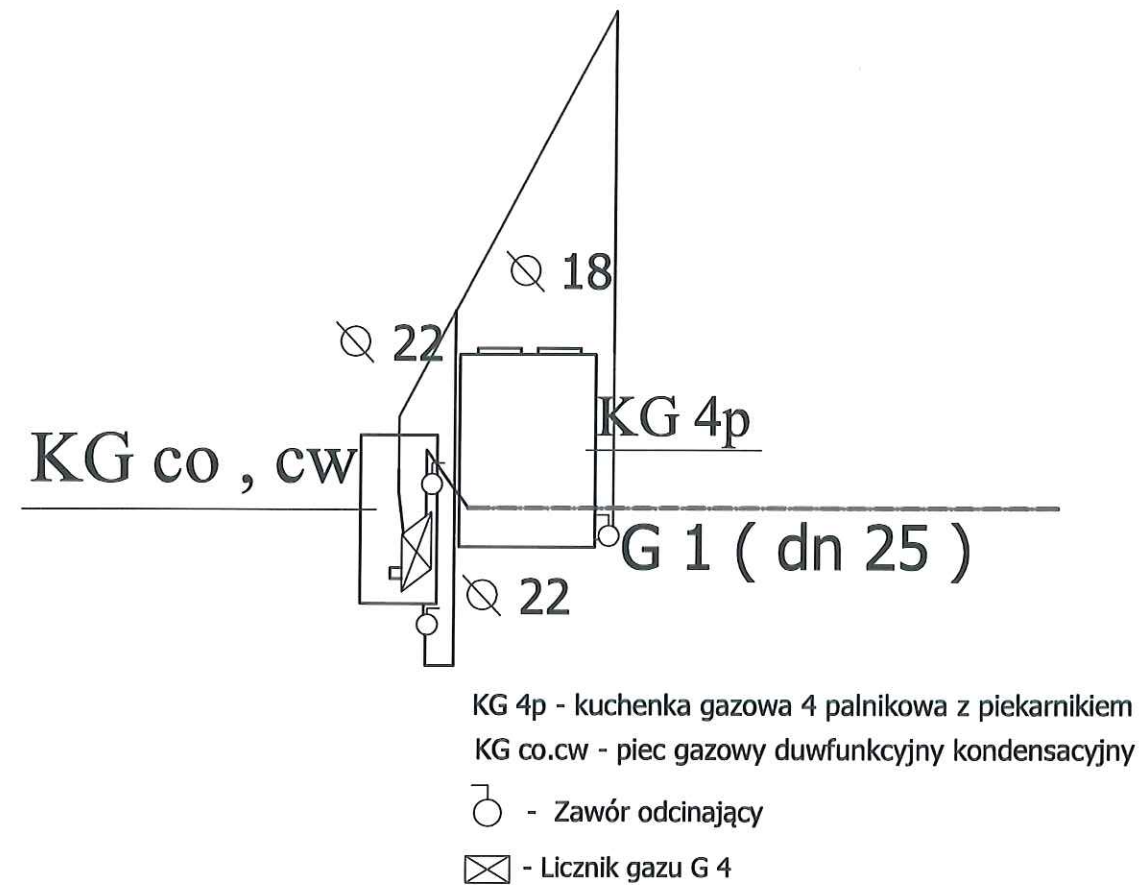 ⌀ 18
⌀ 22
KG 4p
KG co , cw
G 1 ( dn 25 )
⌀ 22
KG 4p - kuchenka gazowa 4 palnikowa z piekarnikiem
KG co.cw - piec gazowy duwfunkcyjny kondensacyjny
- Zawór odcinający
- Licznik gazu G 4